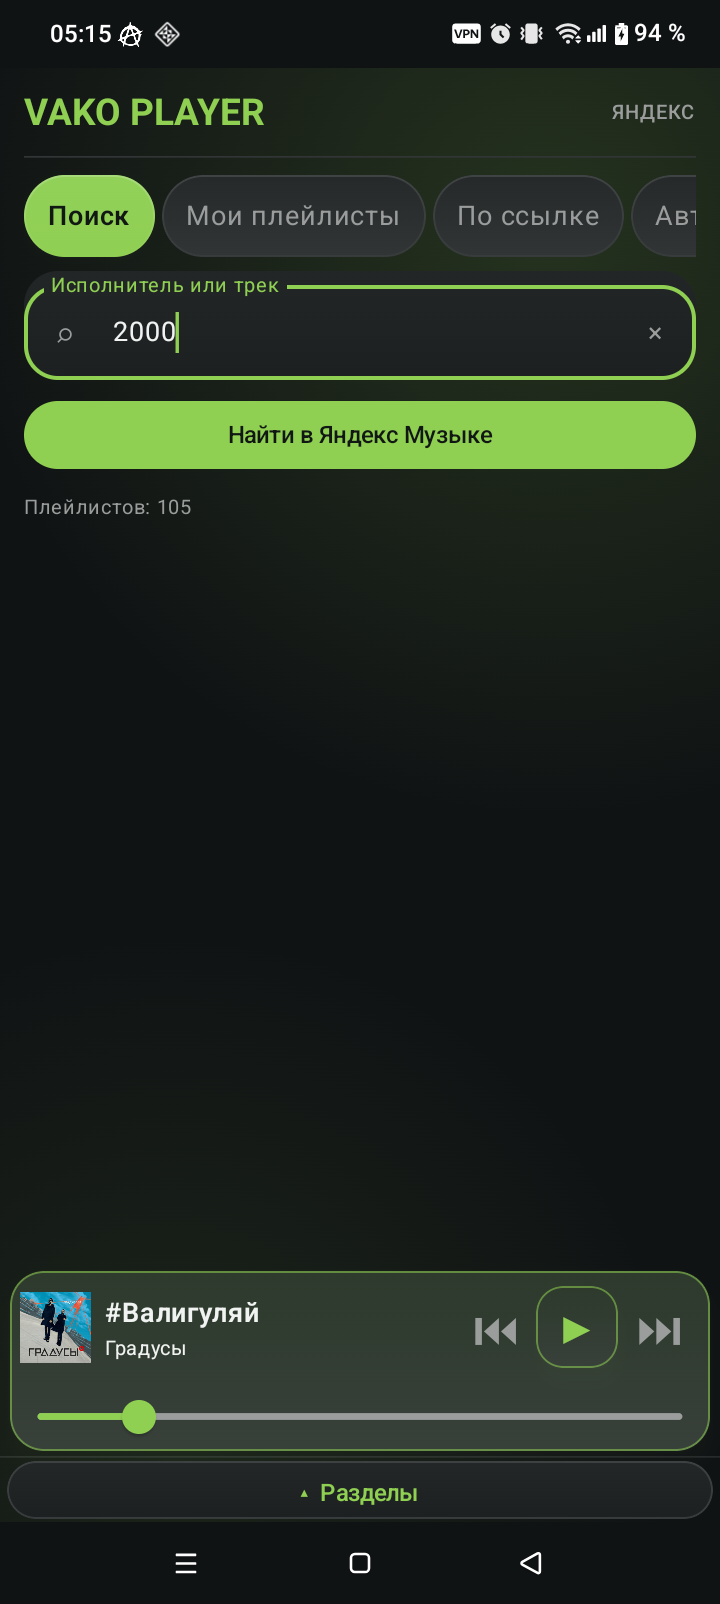 05:15
VPN
94 %
VAKO PLAYER
ЯНДЕКС
Поиск
Мои плейлисты
По ссылке
Авт
Исполнитель или трек
2000
Найти в Яндекс Музыке
Плейлистов: 105
#Валигуляй
Градусы
ГРАДУСЫ
Разделы